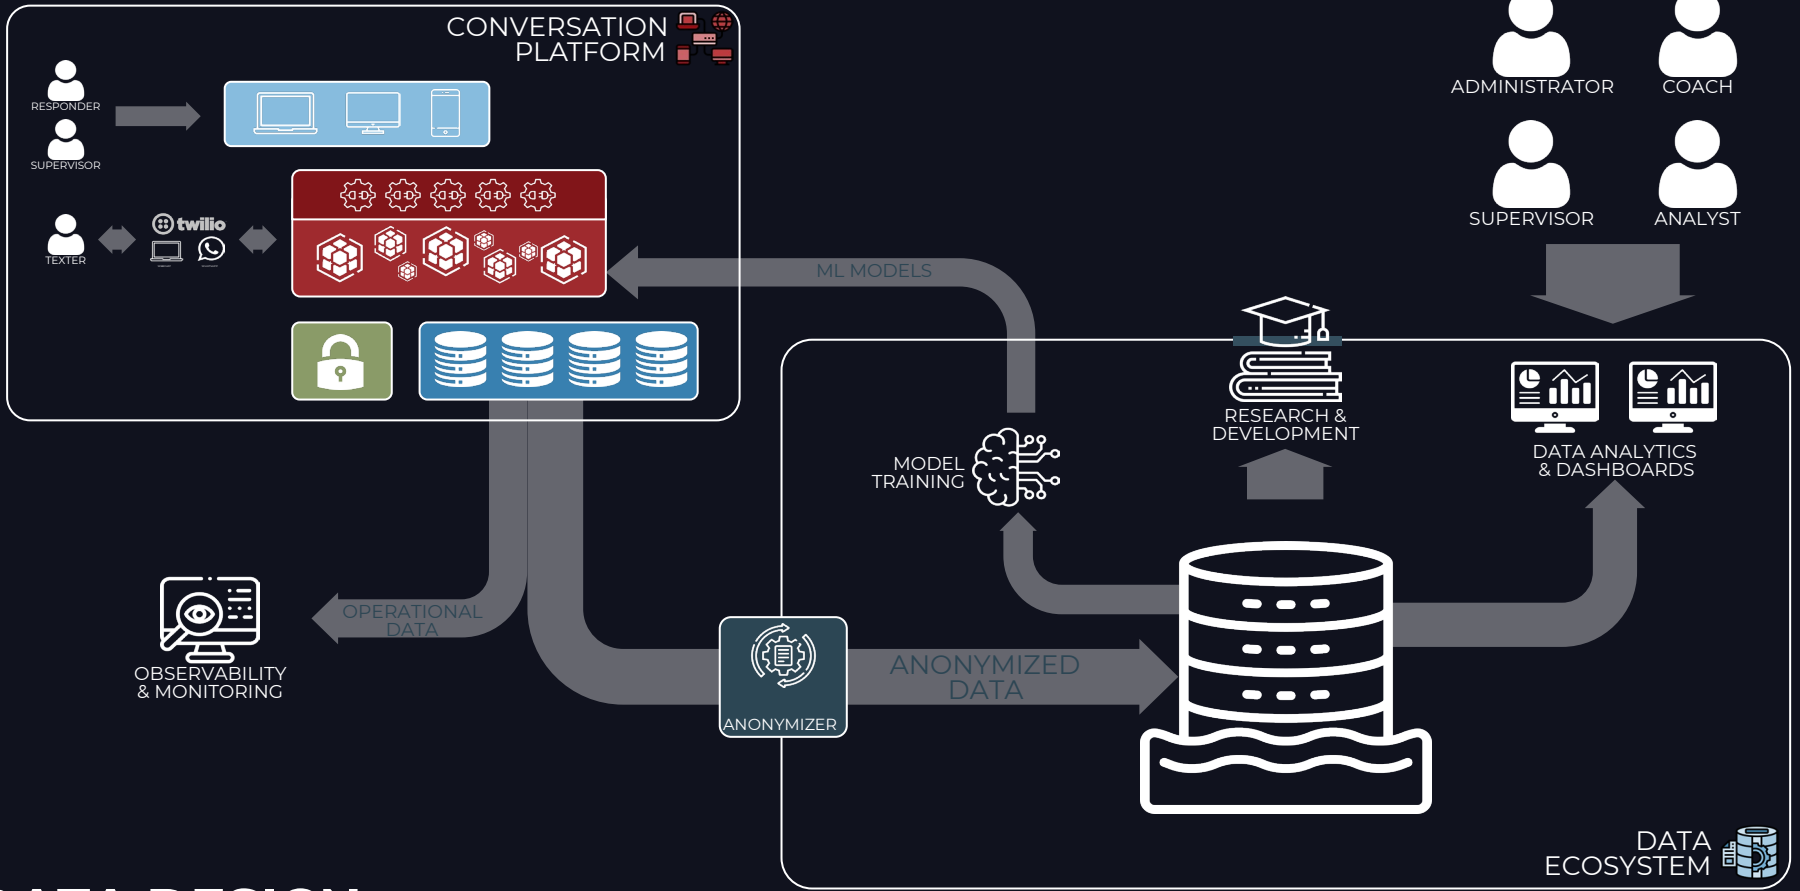 CONVERSATION
PLATFORM
RESPONDER
SUPERVISOR
twilio
TEXTER
ADMINISTRATOR
COACH
SUPERVISOR
ANALYST
ML MODELS
RESEARCH &
DEVELOPMENT
MODEL
TRAINING
DATA ANALYTICS
& DASHBOARDS
OPERATIONAL
DATA
OBSERVABILITY
& MONITORING
ANONYMIZER
ANONYMIZED
DATA
DATA
ECOSYSTEM